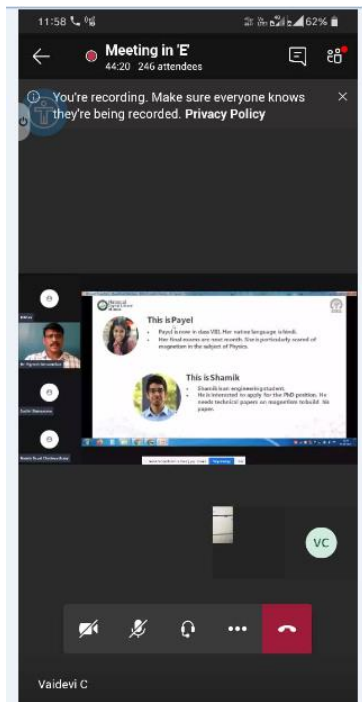 11:58
62%
Meeting in 'E'
44:20 246 attendees
You're recording. Make sure everyone knows
they're being recorded. Privacy Policy
This is Payel
Payel is now in class VIII. Her native language is hindi.
Her final exams are next month. She is particularly scared of
magnetism in the subject of Physics.
This is Shamik
Shamik is an engineering student.
He is interested to apply for the PhD position. He
needs technical papers on magnetism to build his
paper.
VC
Vaidevi C